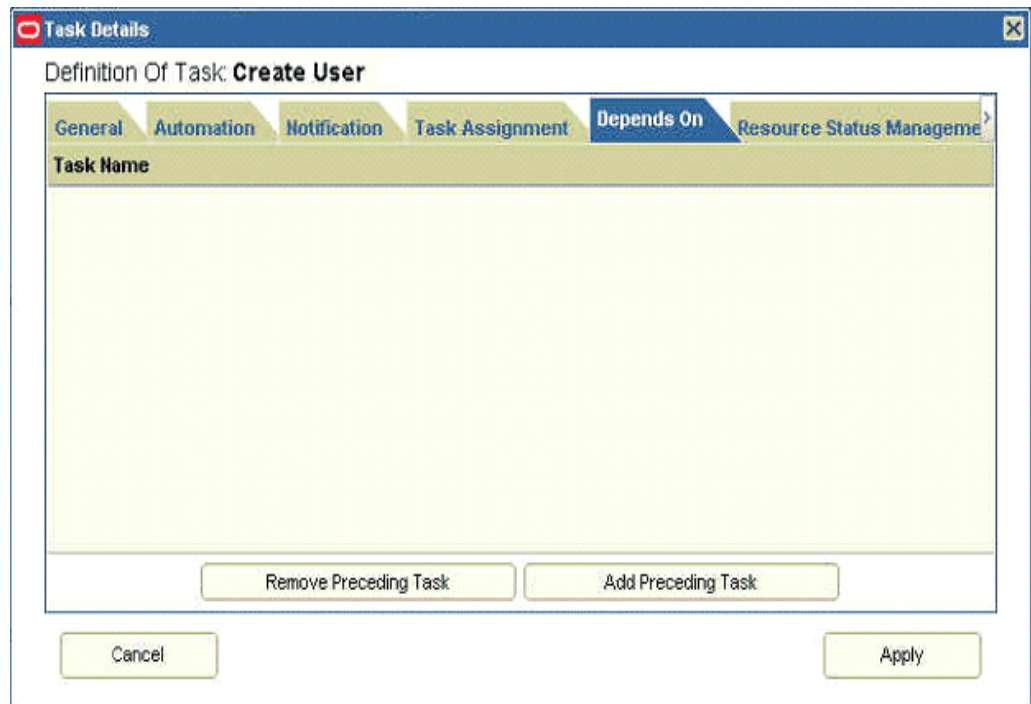 Task Details
Definition Of Task: Create User
General Automation Notification Task Assignment Depends On Resource Status Manageme
Task Name
Remove Preceding Task Add Preceding Task
Cancel Apply